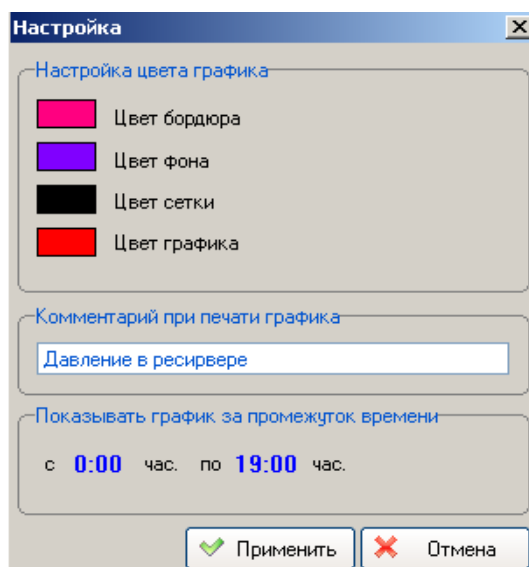 Настройка
Настройка цвета графика
Цвет бордюра
Цвет фона
Цвет сетки
Цвет графика
Комментарий при печати графика
Давление в ресирвере
Показывать график за промежуток времени
с 0:00 час. по 19:00 час.
Применить Отмена